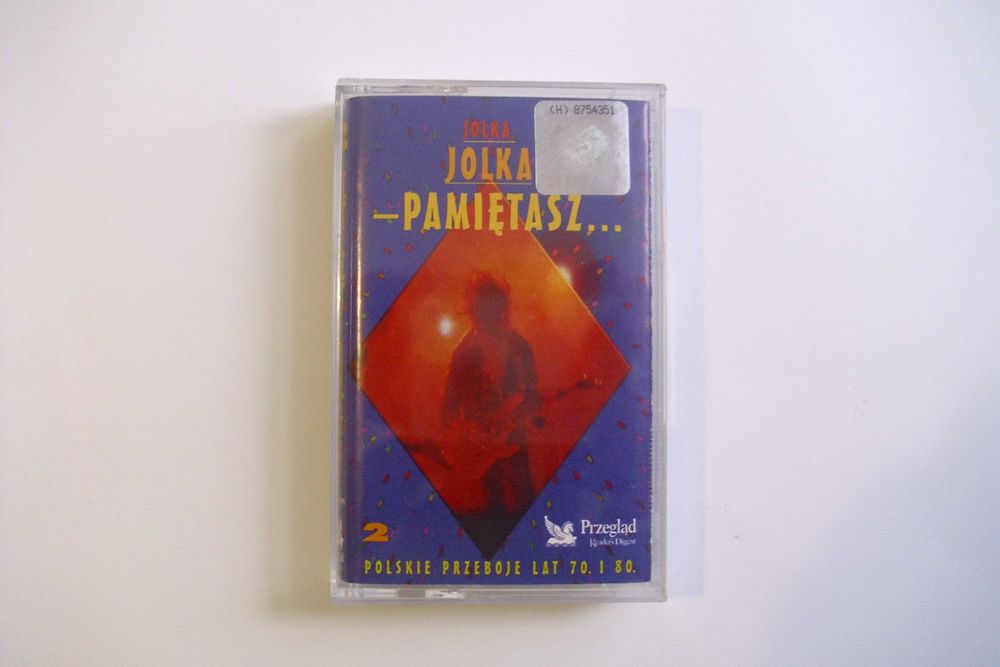 (H) 8754351
JOLKA,
JOLKA
–PAMIĘTASZ...
2
Przegląd
Reader's Digest
POLSKIE PRZEBOJE LAT 70. I 80.